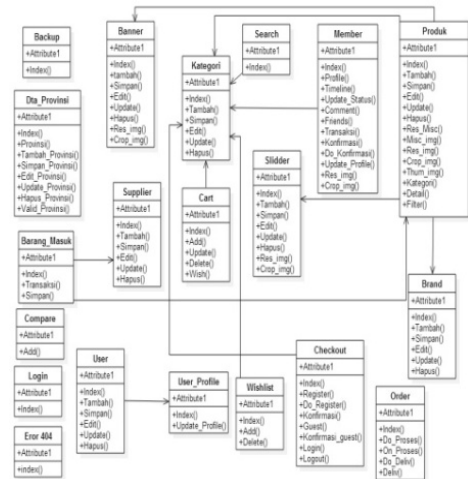 Backup
+Attribute1
+Index()
Banner
+Attribute1
+Index()
+tambah()
+Simpan()
+Edit()
+Update()
+Hapus()
+Res_img()
+Crop_img()
Kategori
+Attribute1
+Index()
+Tambah()
+Simpan()
+Edit()
+Update()
+Hapus()
Search
+Attribute1
+Index()
Member
+Attribute1
+Index()
+Profile()
+Timeline()
+Update_Status()
+Comment()
+Friends()
+Transaksi()
+Konfirmasi()
+Do_Konfirmasi()
+Update_Profile()
+Res_img()
+Crop_img()
Produk
+Attribute1
+Index()
+Tambah()
+Simpan()
+Edit()
+Update()
+Hapus()
+Res_Misc()
+Misc_img()
+Res_img()
+Crop_img()
+Thum_img()
+Kategori()
+Detail()
+Filter()
Dta_Provinsi
+Attribute1
+Index()
+Provinsi()
+Tambah_Provinsi()
+Simpan_Provinsi()
+Edit_Provinsi()
+Update_Provinsi()
+Hapus_Provinsi()
+Valid_Provinsi()
Supplier
+Attribute1
+Index()
+Tambah()
+Simpan()
+Edit()
+Update()
+Hapus()
Cart
+Attribute1
+Index()
+Add()
+Update()
+Delete()
+Wish()
Slidder
+Attribute1
+Index()
+Tambah()
+Simpan()
+Edit()
+Update()
+Hapus()
+Res_img()
+Crop_img()
Barang_Masuk
+Attribute1
+Index()
+Transaksi()
+Simpan()
Brand
+Attribute1
+Index()
+Tambah()
+Simpan()
+Edit()
+Update()
+Hapus()
Compare
+Attribute1
+Add()
Login
+Attribute1
+Index()
Eror 404
+Attribute1
+index()
User
+Attribute1
+Index()
+Tambah()
+Simpan()
+Edit()
+Update()
+Hapus()
User_Profile
+Attribute1
+Index()
+Update_Profile()
Wishlist
+Attribute1
+Index()
+Add()
+Delete()
Checkout
+Attribute1
+Index()
+Register()
+Do_Register()
+Konfirmasi()
+Guest()
+Konfirmasi_guest()
+Login()
+Logout()
Order
+Attribute1
+Index()
+Do_Proses()
+On_Proses()
+Do_Deliv()
+Deliv()